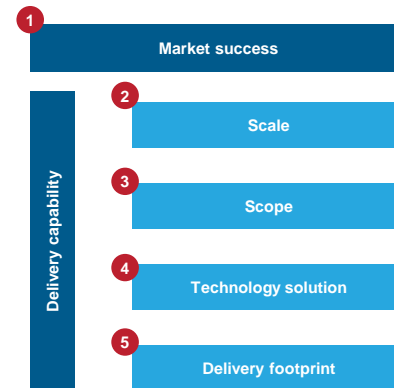 1
Market success
Delivery capability
2
Scale
3
Scope
4
Technology solution
5
Delivery footprint